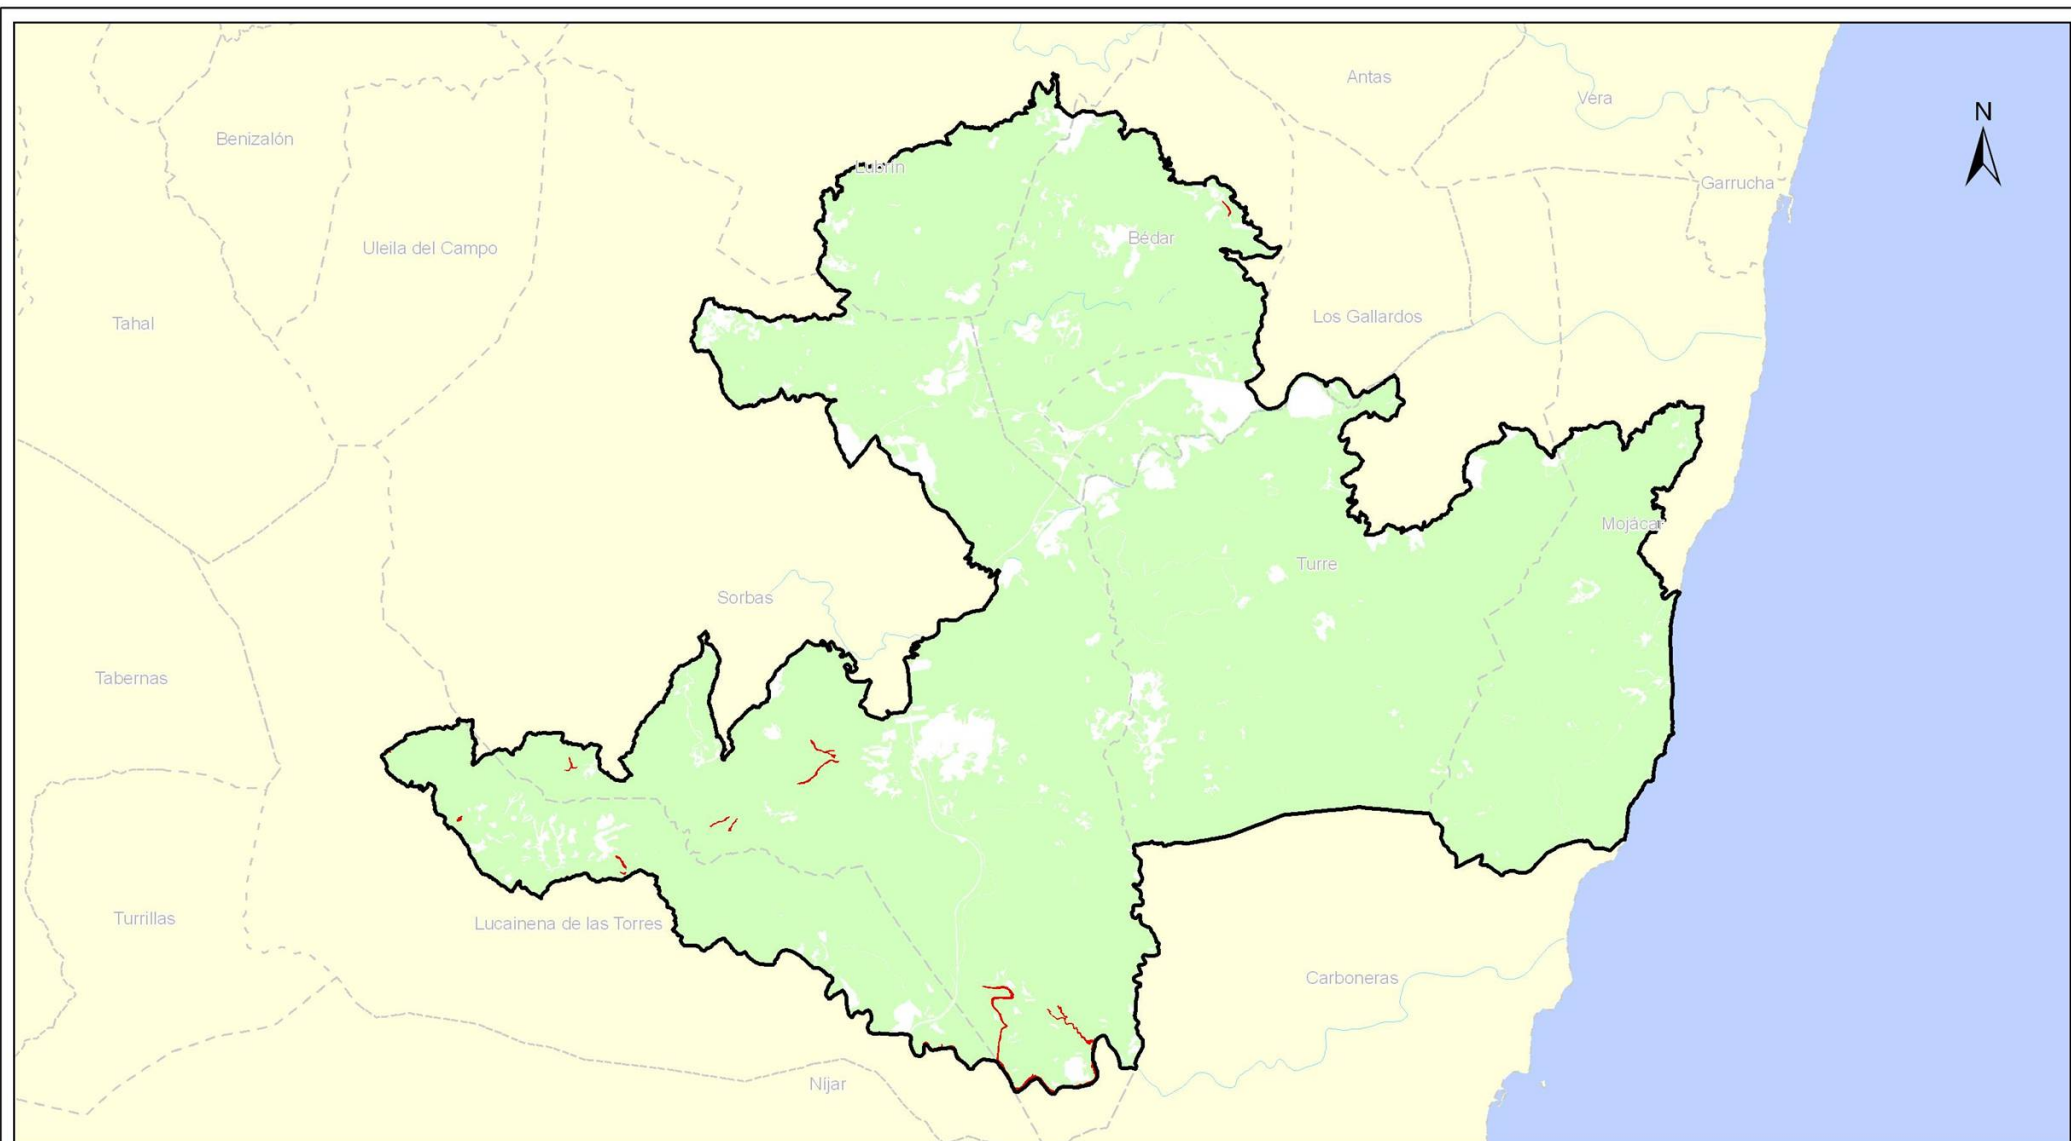 Antas
Vera
N
Benizalón
Lubrín
Garrucha
Bédar
Uleila del Campo
Los Gallardos
Tahal
Mojácar
Turre
Sorbas
Tabernas
Turrillas
Lucainena de las Torres
Carboneras
Níjar